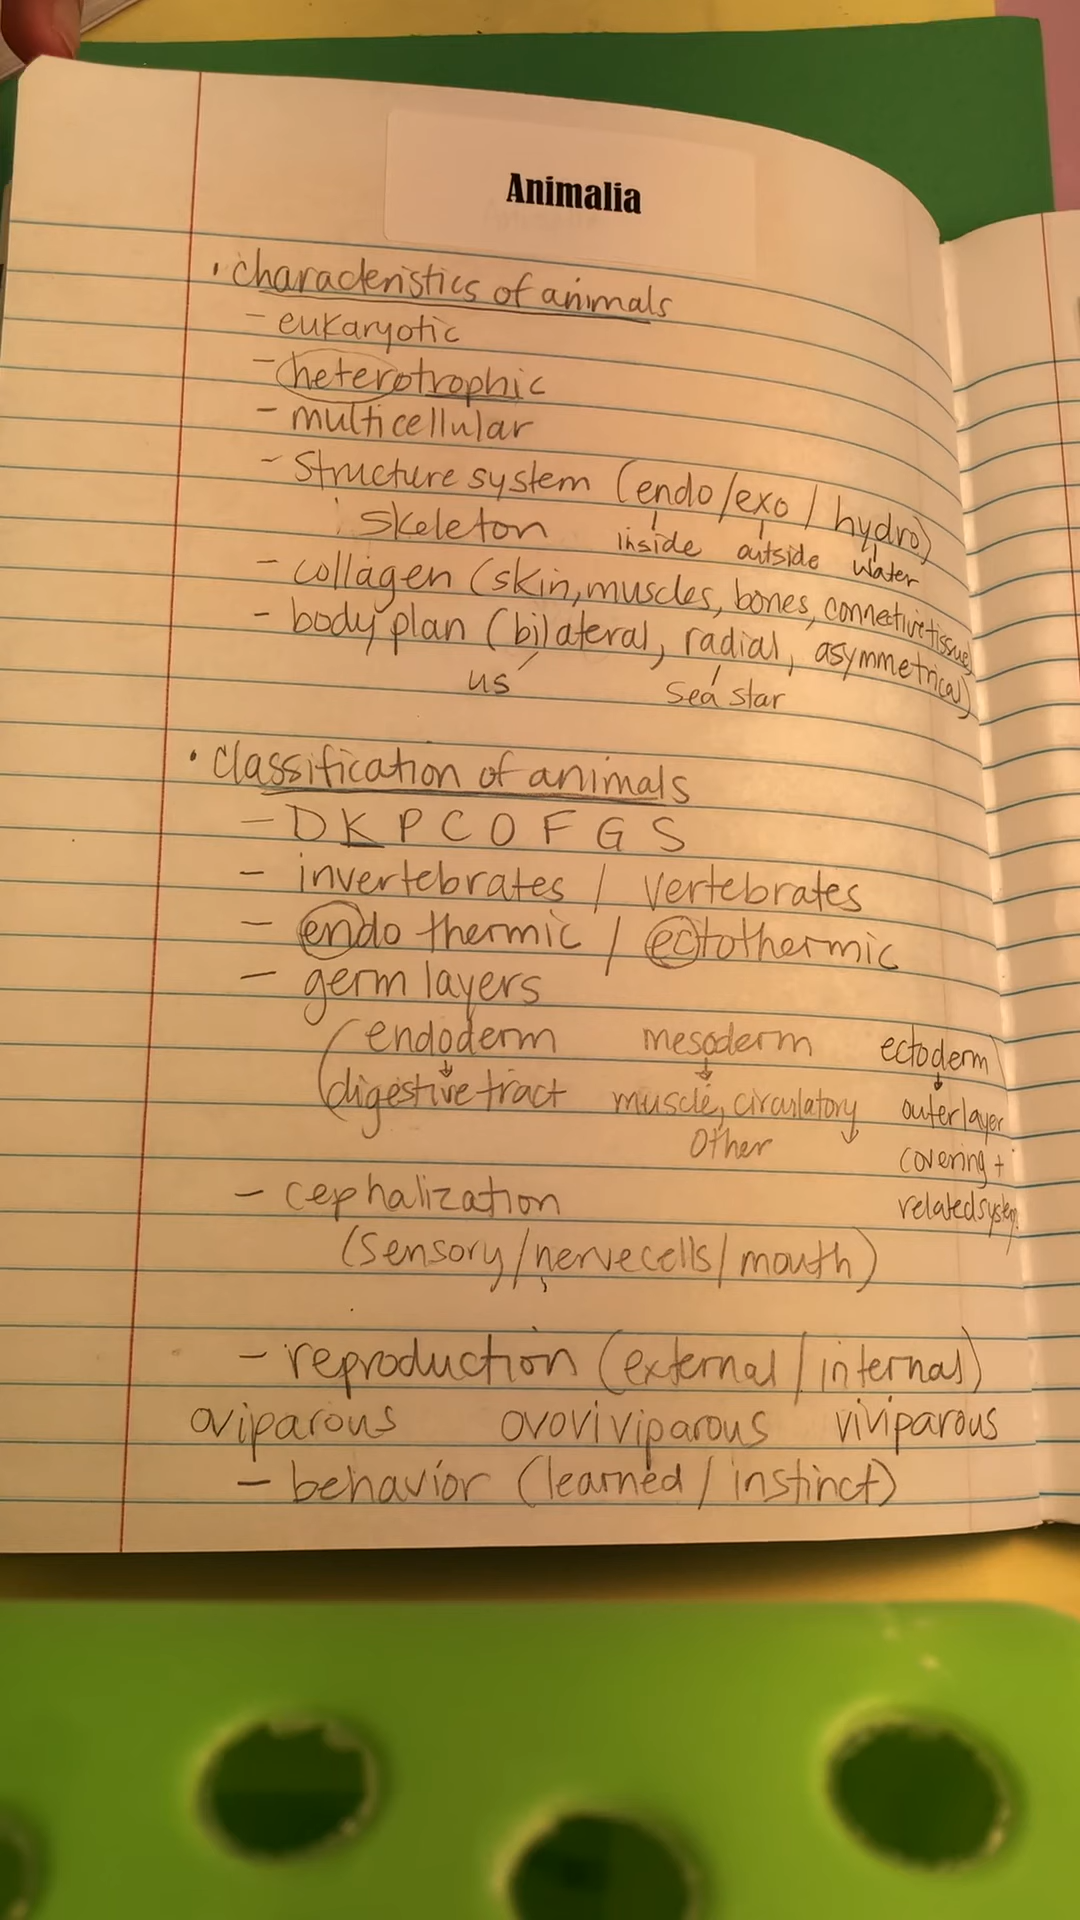 Animalia
• characteristics of animals
- eukaryotic
- heterotrophic
- multicellular
- structure system (endo/exo/hydro)
skeleton inside outside water
- collagen (skin, muscles, bones, connective tissue)
- body plan (bilateral, radial, asymmetrical)
us sea star
• classification of animals
- D K P C O F G S
- invertebrates / vertebrates
- endothermic / ectothermic
- germ layers
(endoderm mesoderm ectoderm)
digestive tract muscle, circulatory outer layer
other covering +
related system
- cephalization
(sensory/nerve cells/mouth)
- reproduction (external/internal)
oviparous ovoviviparous viviparous
- behavior (learned/instinct)